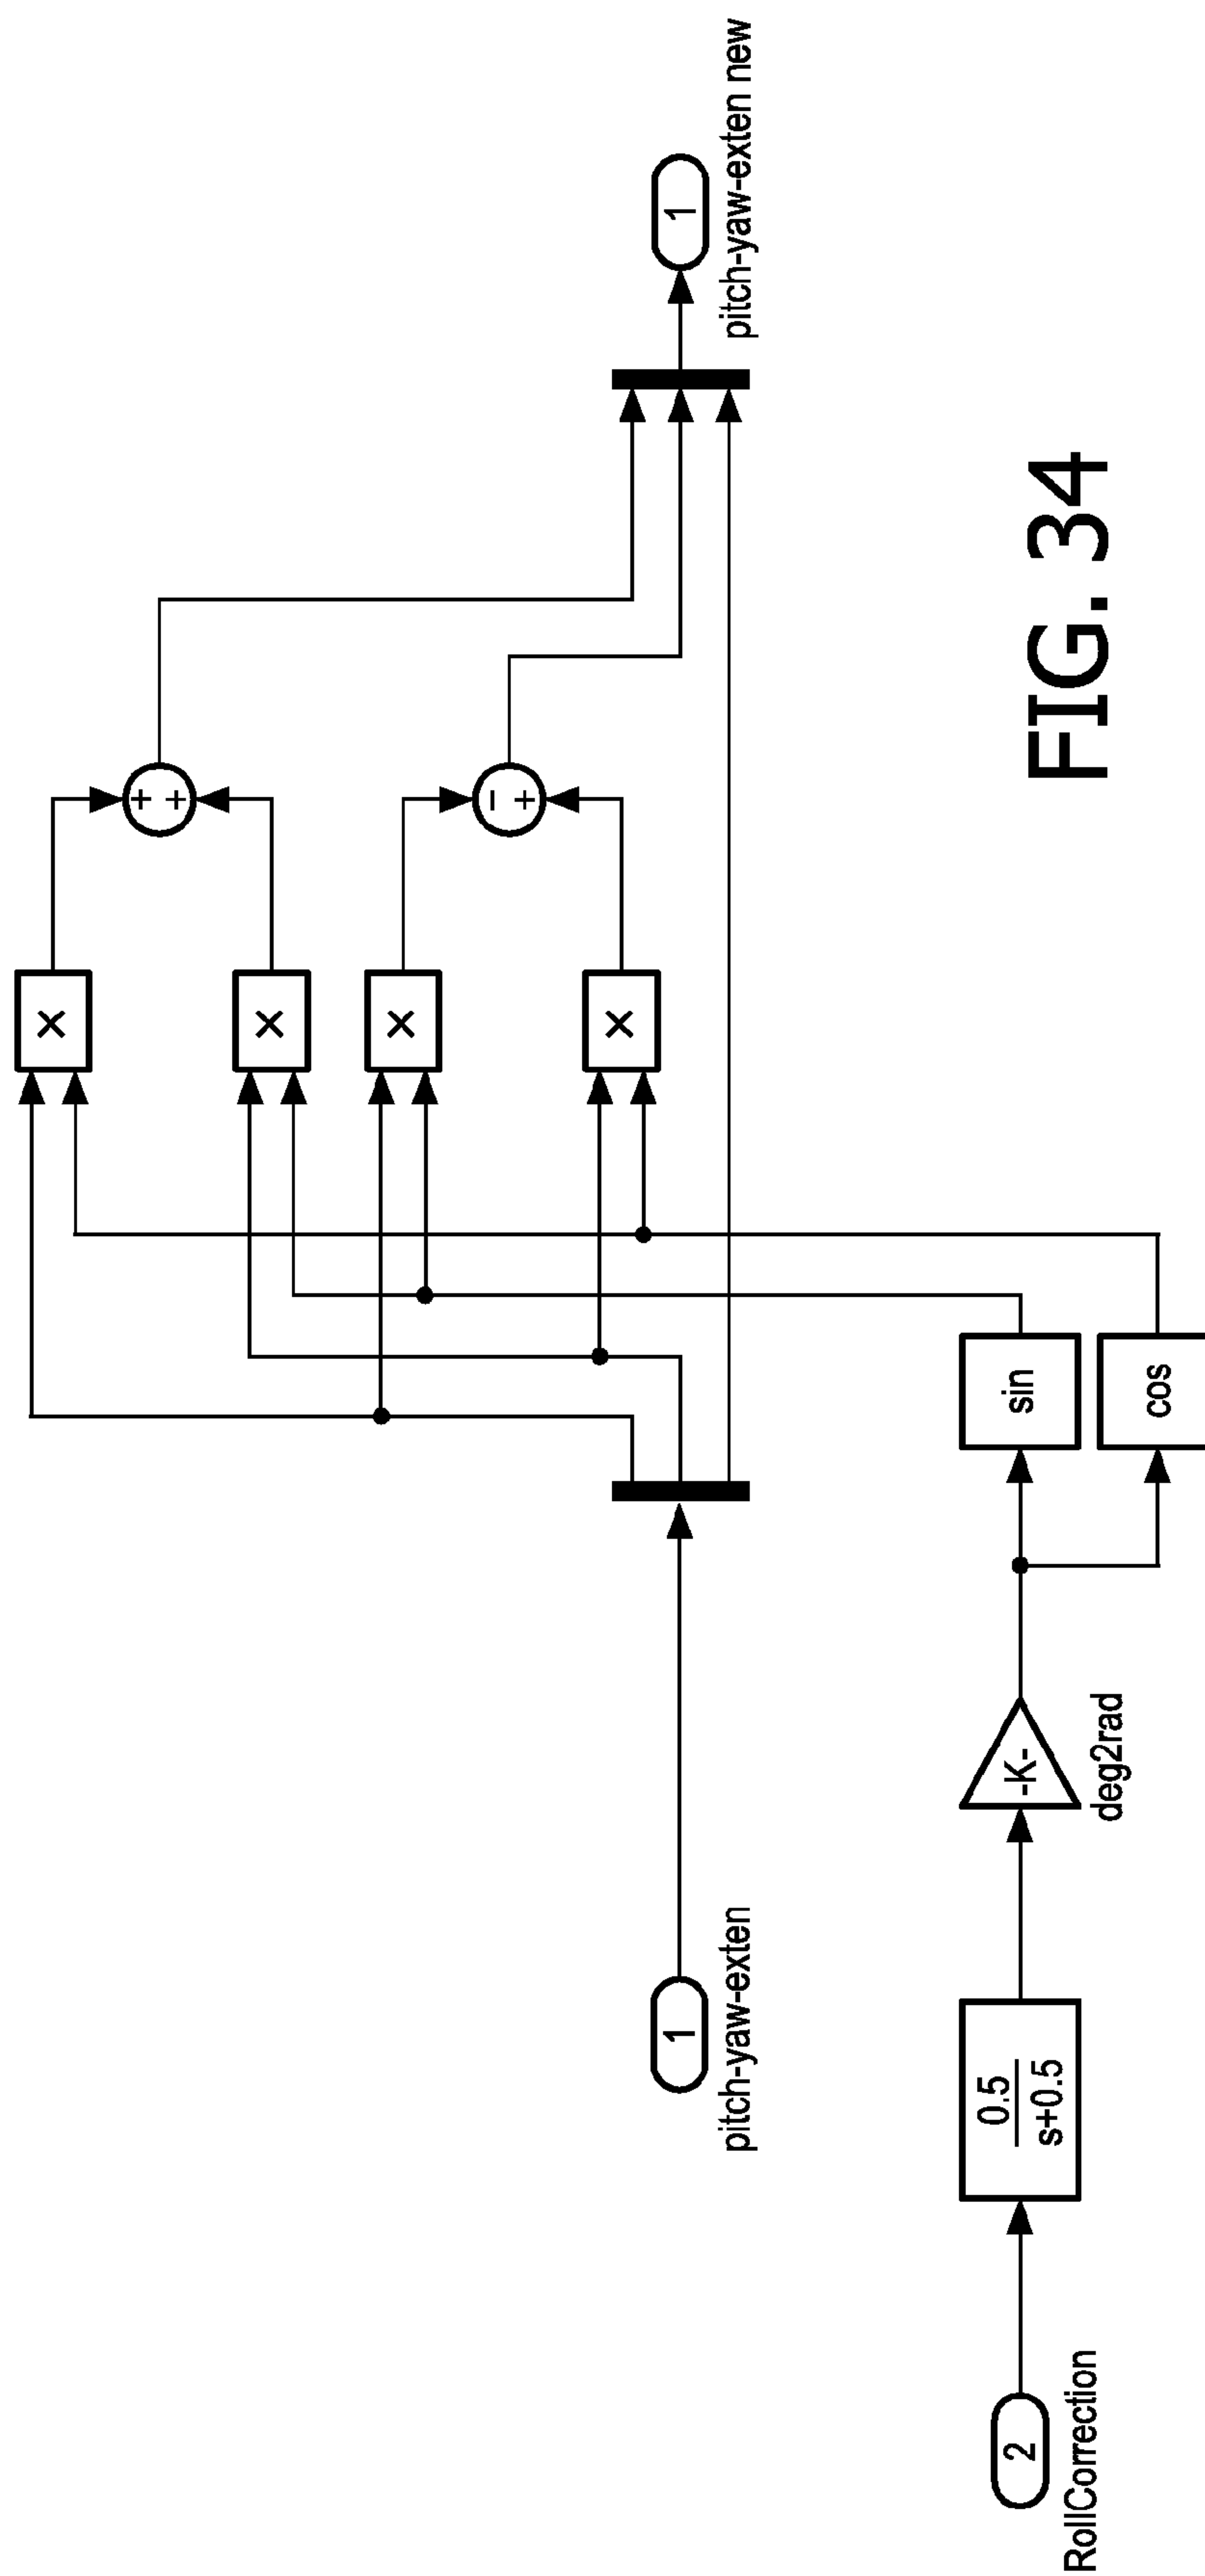 ×
×
×
×
+
+
−
+
1
pitch-yaw-exten
1
pitch-yaw-exten new
2
RollCorrection
0.5
s+0.5
-K-
deg2rad
sin
cos
FIG. 34